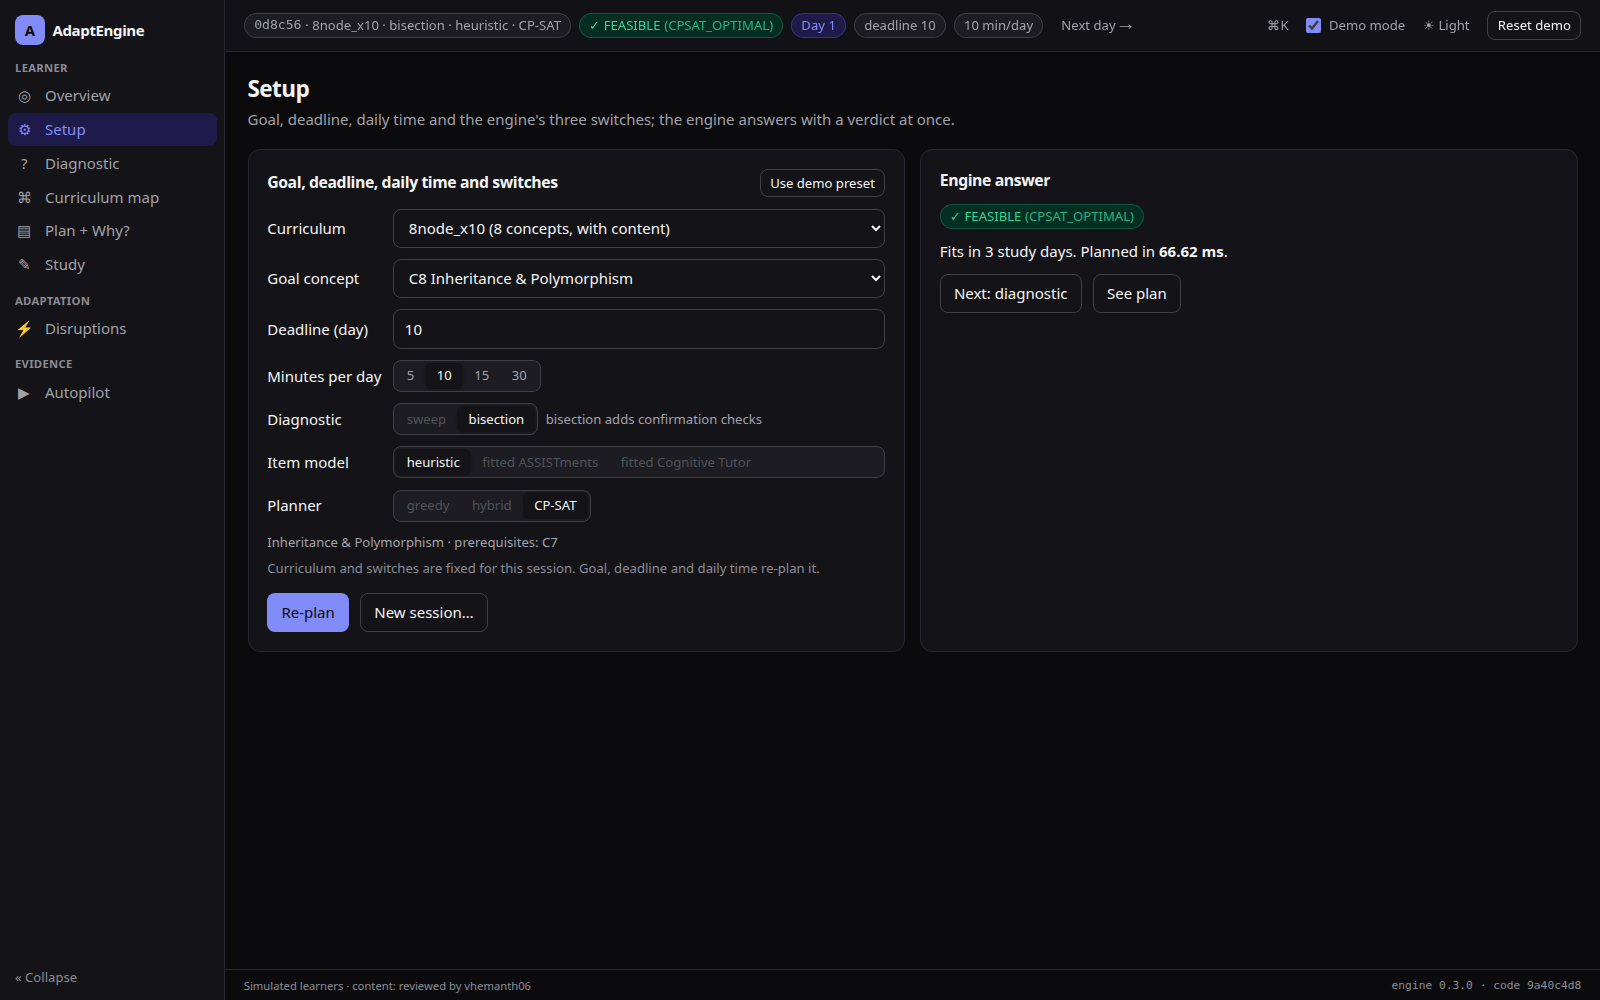 A AdaptEngine
LEARNER
◎ Overview
⚙ Setup
? Diagnostic
⌘ Curriculum map
▤ Plan + Why?
✎ Study
ADAPTATION
⚡ Disruptions
EVIDENCE
▶ Autopilot
« Collapse
0d8c56 · 8node_x10 · bisection · heuristic · CP-SAT ✓ FEASIBLE (CPSAT_OPTIMAL) Day 1 deadline 10 10 min/day Next day → ⌘K Demo mode ☀ Light Reset demo
Setup
Goal, deadline, daily time and the engine's three switches; the engine answers with a verdict at once.
Goal, deadline, daily time and switches Use demo preset
Curriculum 8node_x10 (8 concepts, with content)
Goal concept C8 Inheritance & Polymorphism
Deadline (day) 10
Minutes per day 5 10 15 30
Diagnostic sweep bisection bisection adds confirmation checks
Item model heuristic fitted ASSISTments fitted Cognitive Tutor
Planner greedy hybrid CP-SAT
Inheritance & Polymorphism · prerequisites: C7
Curriculum and switches are fixed for this session. Goal, deadline and daily time re-plan it.
Re-plan New session...
Engine answer
✓ FEASIBLE (CPSAT_OPTIMAL)
Fits in 3 study days. Planned in 66.62 ms.
Next: diagnostic See plan
Simulated learners · content: reviewed by vhemanth06 engine 0.3.0 · code 9a40c4d8